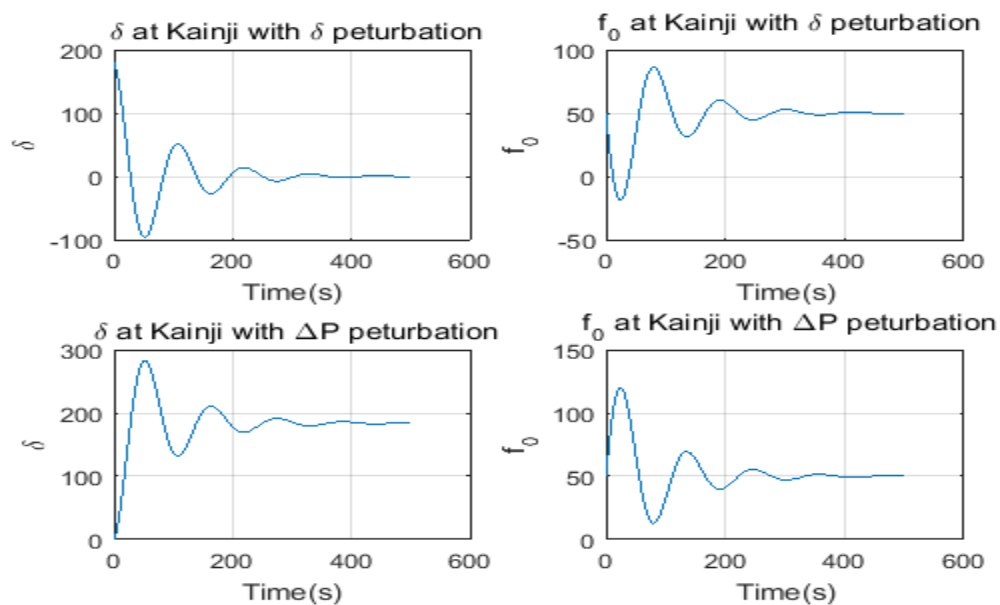 δ at Kainji with δ peturbation
200
100
0
-100
δ
0
200
400
600
Time(s)
f₀ at Kainji with δ peturbation
100
50
0
-50
f₀
0
200
400
600
Time(s)
δ at Kainji with ΔP peturbation
300
200
100
0
δ
0
200
400
600
Time(s)
f₀ at Kainji with ΔP peturbation
150
100
50
0
f₀
0
200
400
600
Time(s)